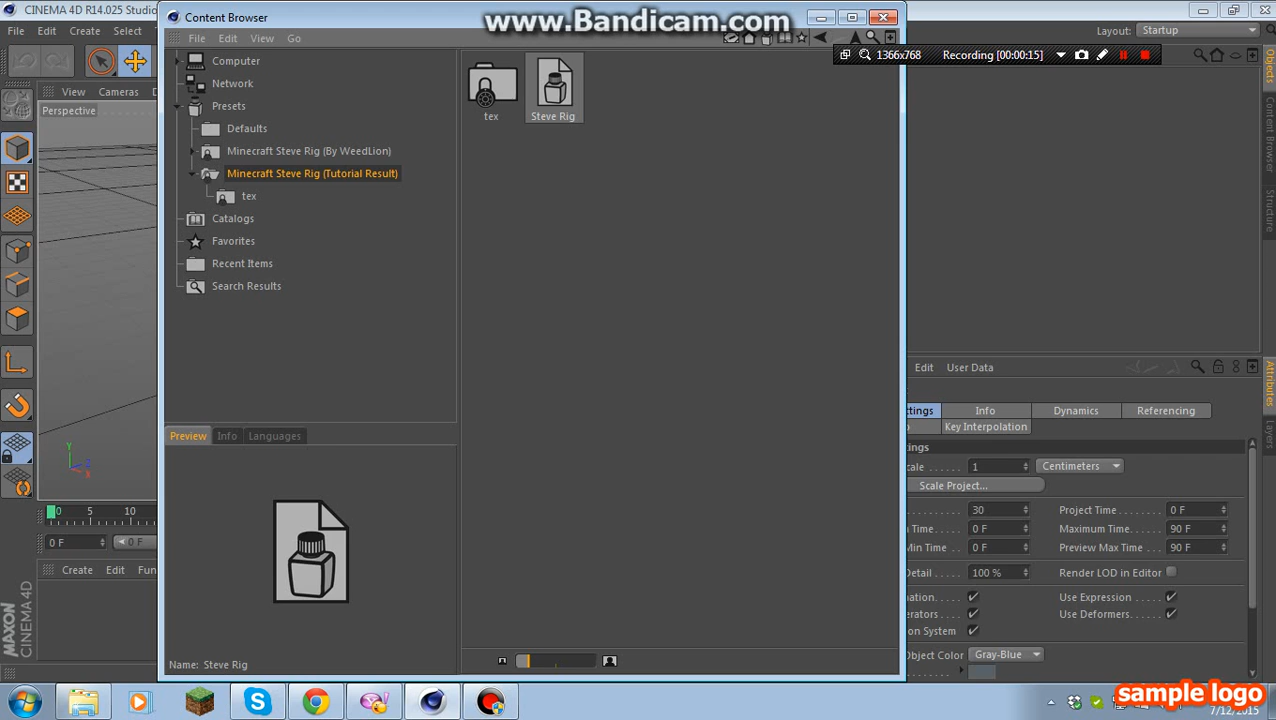 CINEMA 4D R14.025 Studio
Content Browser
www.Bandicam.com
File Edit Create Select
File Edit View Go
Layout: Startup
1366x768 Recording [00:00:15]
View Cameras
Perspective
Computer
Network
Presets
Defaults
Minecraft Steve Rig (By WeedLion)
Minecraft Steve Rig (Tutorial Result)
tex
Catalogs
Favorites
Recent Items
Search Results
tex
Steve Rig
Objects
Content Browser
Structure
Attributes
Layers
Edit User Data
Info Dynamics Referencing
Key Interpolation
1 Centimeters
Scale Project...
30 Project Time 0 F
Time 0 F Maximum Time 90 F
Min Time 0 F Preview Max Time 90 F
Detail 100 % Render LOD in Editor
Use Expression
Use Deformers
System
Object Color Gray-Blue
Preview Info Languages
Name: Steve Rig
Y
Z
X
0 5 10
0 F 0 F
Create Edit Fun
MAXON
CINEMA 4D
sample logo
7/12/2015